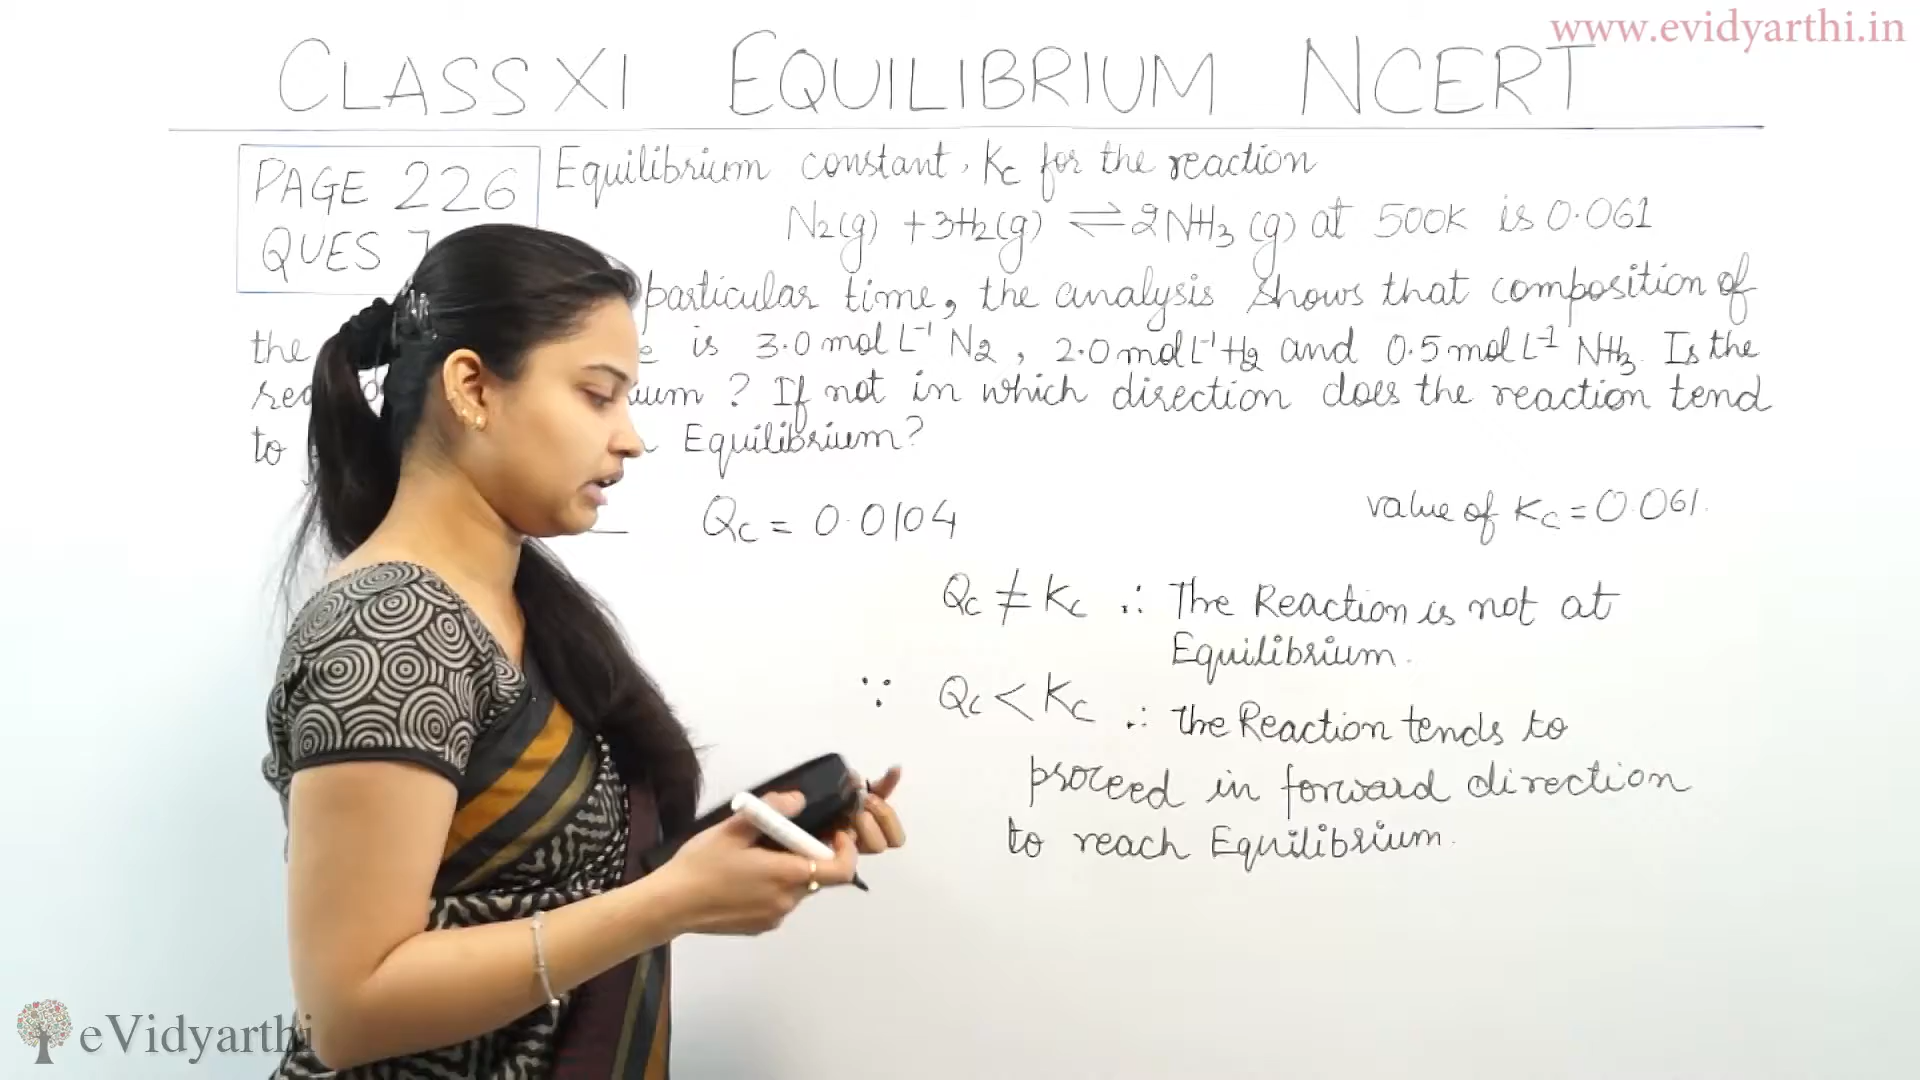 www.evidyarthi.in
CLASS XI EQUILIBRIUM NCERT
PAGE 226
QUES 7
Equilibrium constant, Kc for the reaction
N2(g) + 3H2(g) ⇌ 2NH3 (g) at 500K is 0.061
particular time, the analysis shows that composition of
the is 3.0 mol L⁻¹ N2, 2.0 mol L⁻¹ H2 and 0.5 mol L⁻¹ NH3. Is the
? If not in which direction does the reaction tend
to Equilibrium?
Qc = 0.0104
value of Kc = 0.061.
Qc ≠ Kc ∴ The Reaction is not at
Equilibrium.
∵ Qc < Kc ∴ the Reaction tends to
proceed in forward direction
to reach Equilibrium.
eVidyarthi